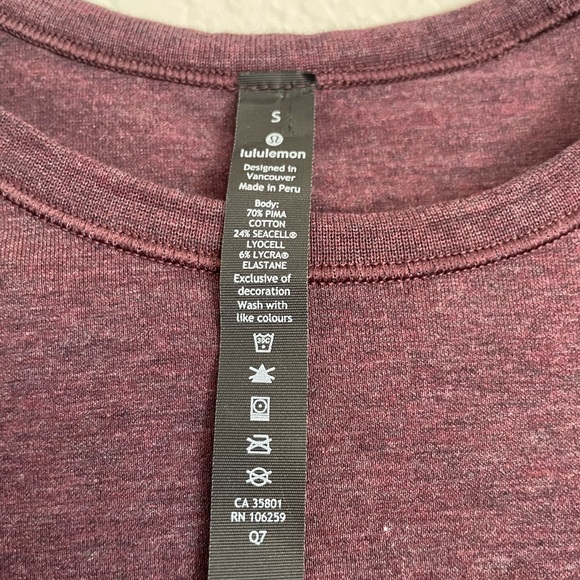 S
lululemon
Designed in
Vancouver
Made in Peru
Body:
70% PIMA
COTTON
24% SEACELL®
LYOCELL
6% LYCRA®
ELASTANE
Exclusive of
decoration
Wash with
like colours
30C
CA 35801
RN 106259
Q7